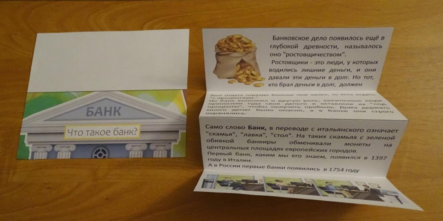 БАНК
Что такое банк?
Банковское дело появилось ещё в
глубокой древности, называлось
оно "ростовщичеством".
Ростовщики - это люди, у которых
водились лишние деньги, и они
давали эти деньги в долг. Но тот,
кто брал деньги в долг, должен
Само слово Банк, в переводе с итальянского означает
"скамья", "лавка", "стол". На таких скамьях с зеленой
обивкой банкиры обменивали монеты на
центральных площадях европейских городов.
Первый банк, каким мы его знаем, появился в 1397
году в Италии.
А в России первые банки появились в 1754 году